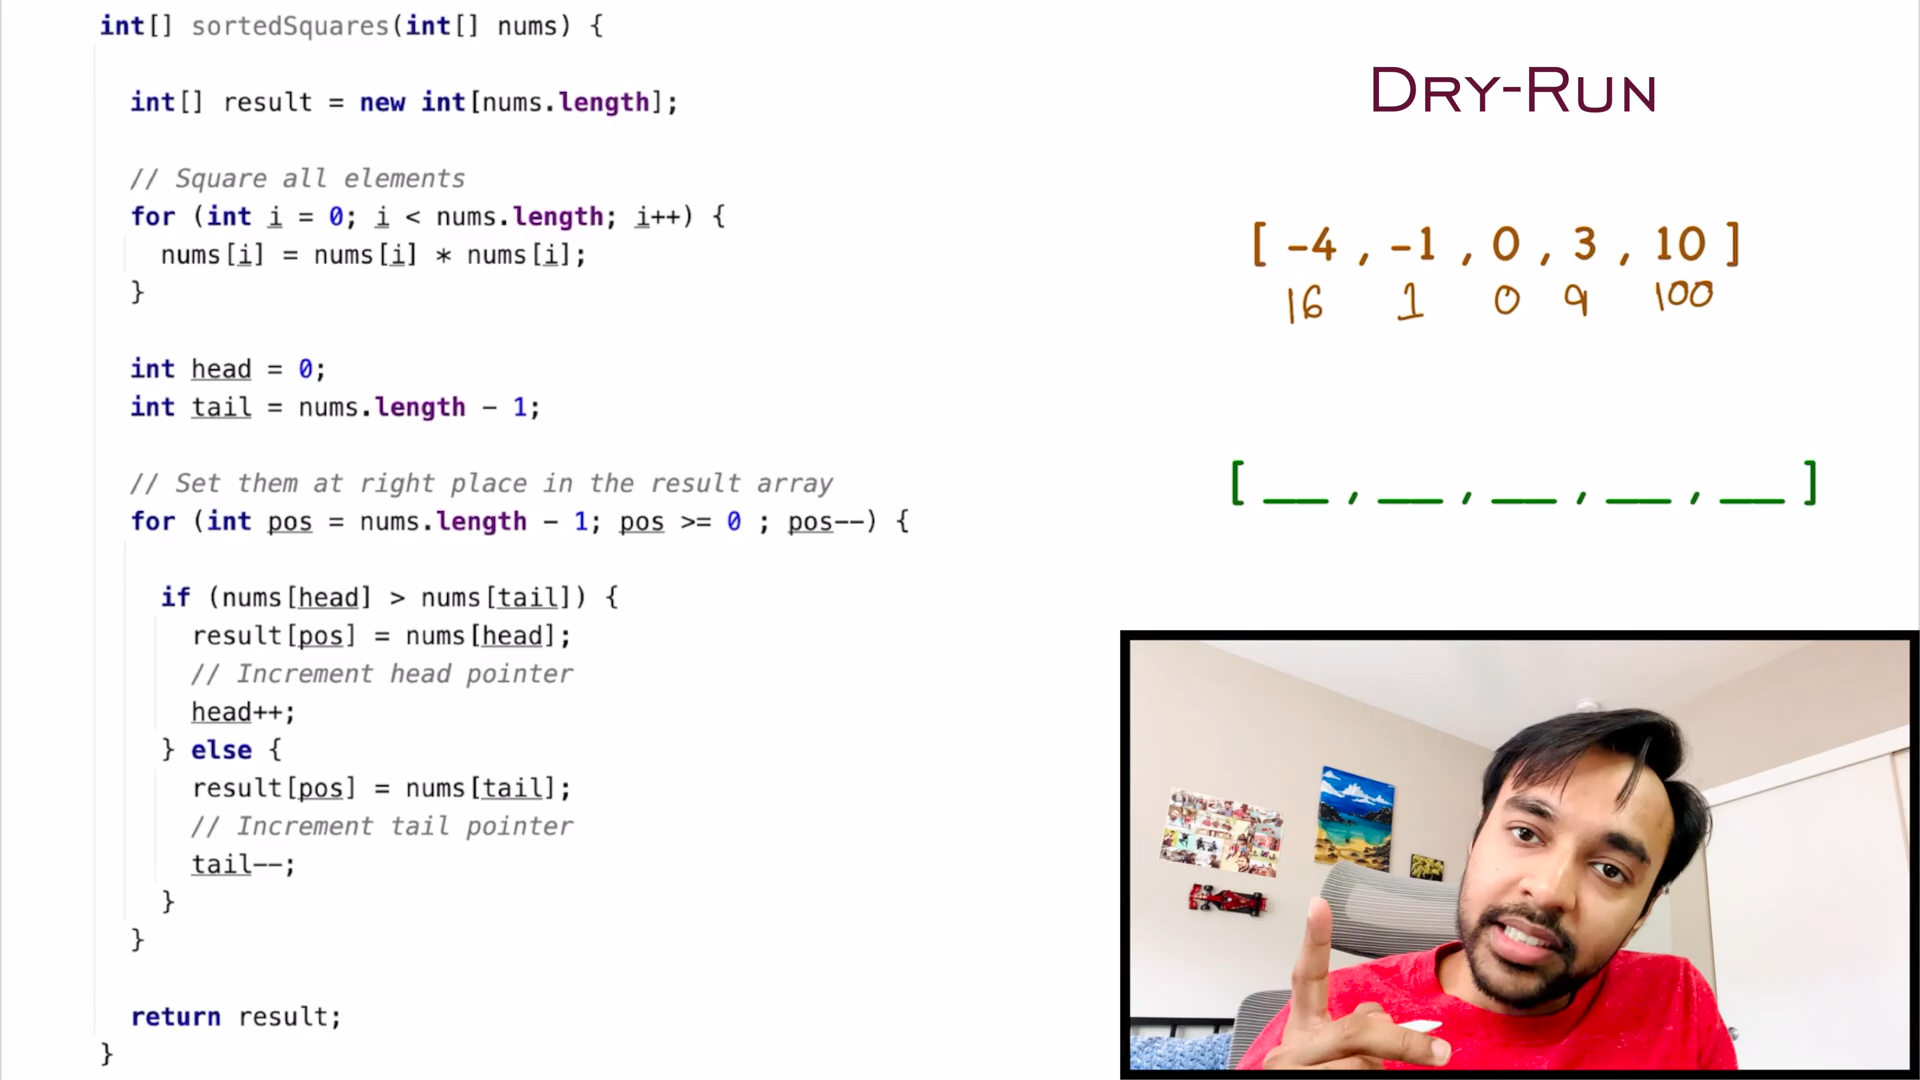 int[] sortedSquares(int[] nums) {
int[] result = new int[nums.length];
// Square all elements
for (int i = 0; i < nums.length; i++) {
nums[i] = nums[i] * nums[i];
}
int head = 0;
int tail = nums.length - 1;
// Set them at right place in the result array
for (int pos = nums.length - 1; pos >= 0 ; pos--) {
if (nums[head] > nums[tail]) {
result[pos] = nums[head];
// Increment head pointer
head++;
} else {
result[pos] = nums[tail];
// Increment tail pointer
tail--;
}
}
return result;
}
DRY-RUN
[ -4 , -1 , 0 , 3 , 10 ]
16 1 0 9 100
[ __ , __ , __ , __ , __ ]